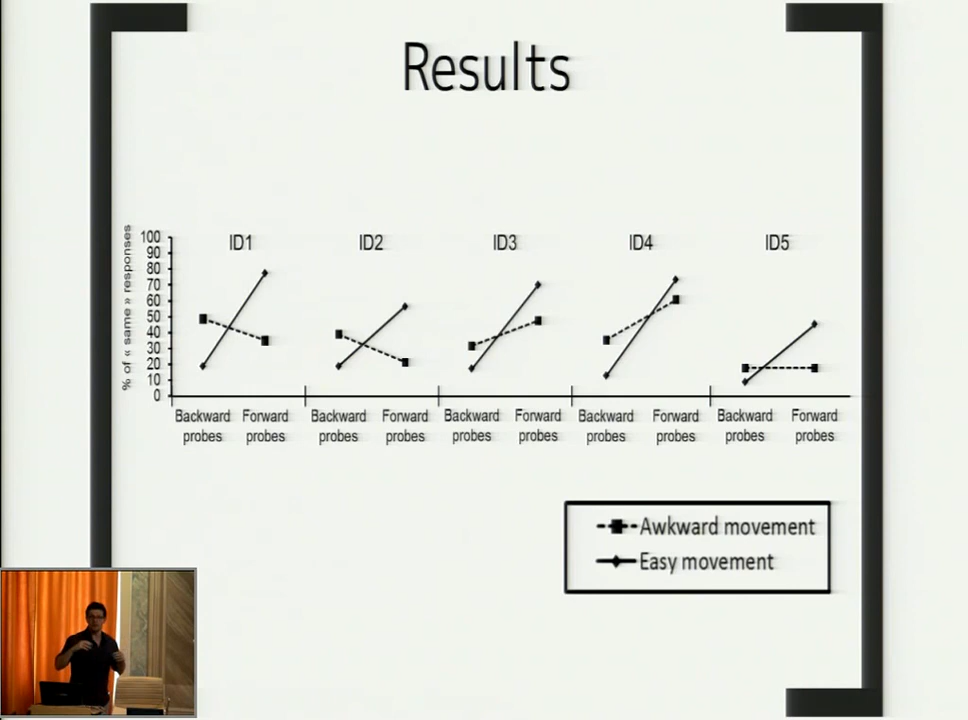 Results
% of « same » responses
100
90
80
70
60
50
40
30
20
10
0
ID1 ID2 ID3 ID4 ID5
Backward probes Forward probes Backward probes Forward probes Backward probes Forward probes Backward probes Forward probes Backward probes Forward probes
Awkward movement
Easy movement